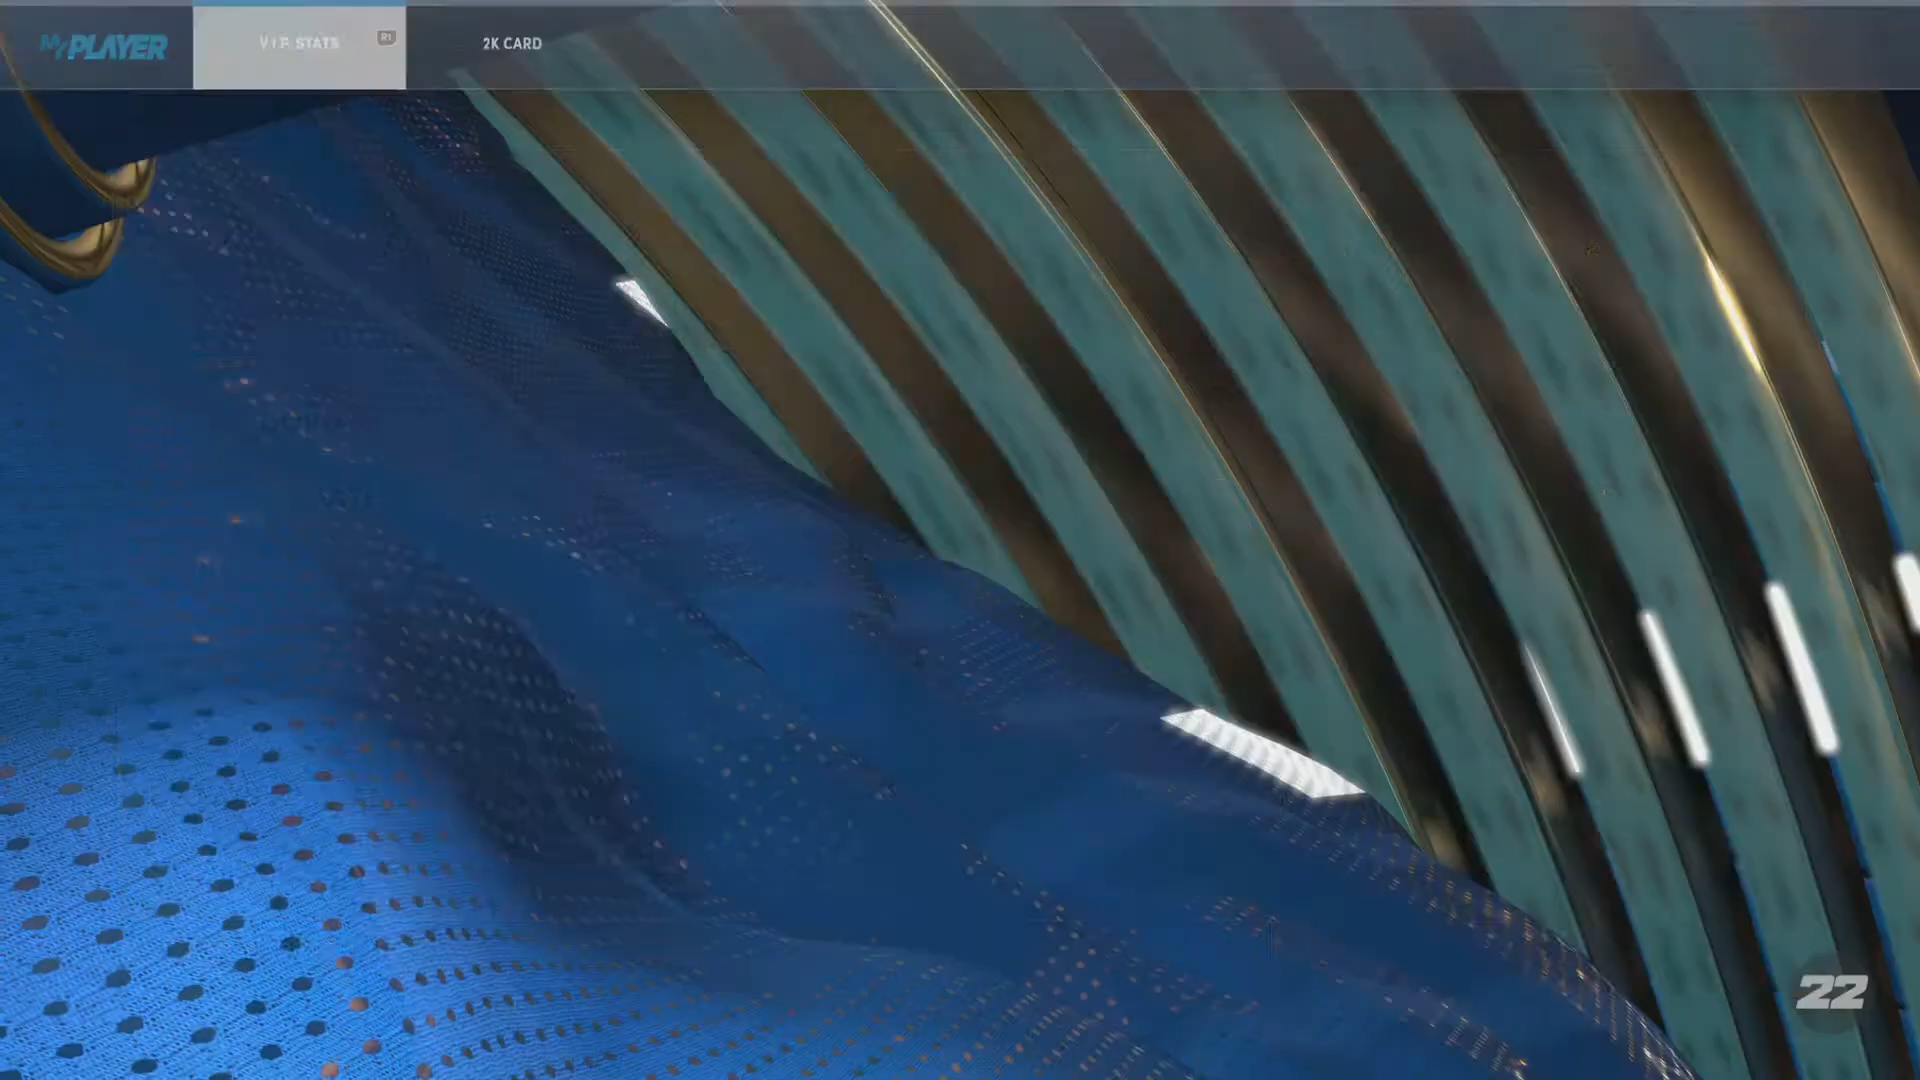 MyPLAYER
V.I.P. STATS
R1
2K CARD
22